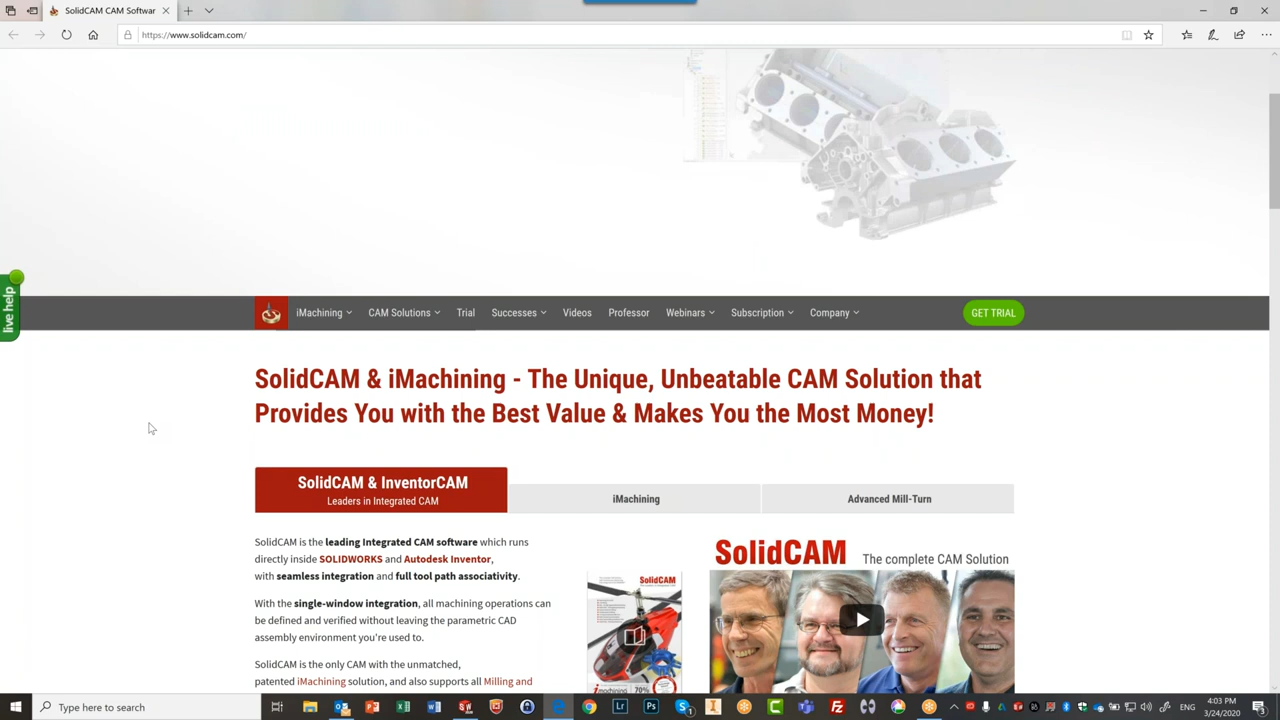 SolidCAM CAM Softwar
https://www.solidcam.com/
live help
iMachining
CAM Solutions
Trial
Successes
Videos
Professor
Webinars
Subscription
Company
GET TRIAL
SolidCAM & iMachining - The Unique, Unbeatable CAM Solution that
Provides You with the Best Value & Makes You the Most Money!
SolidCAM & InventorCAM
Leaders in Integrated CAM
iMachining
Advanced Mill-Turn
SolidCAM is the leading Integrated CAM software which runs
directly inside SOLIDWORKS and Autodesk Inventor,
with seamless integration and full tool path associativity.
With the single-window integration, all machining operations can
be defined and verified without leaving the parametric CAD
assembly environment you're used to.
SolidCAM is the only CAM with the unmatched,
patented iMachining solution, and also supports all Milling and
SolidCAM
iMachining 70%
SolidCAM The complete CAM Solution
Type here to search
4:03 PM
3/24/2020